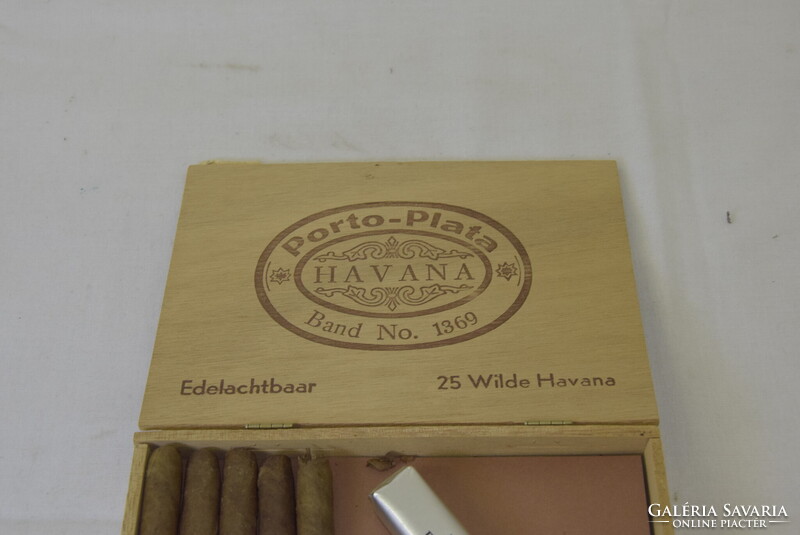 Porto-Plata
HAVANA
Band No. 1369
Edelachtbaar
25 Wilde Havana
GALÉRIA SAVARIA
ONLINE PIACTÉR